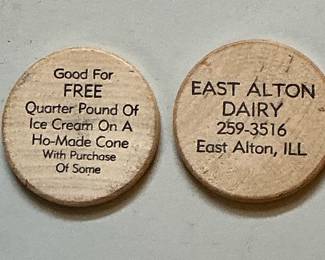 Good For
FREE
Quarter Pound Of
Ice Cream On A
Ho-Made Cone
With Purchase
Of Some
EAST ALTON
DAIRY
259-3516
East Alton, ILL